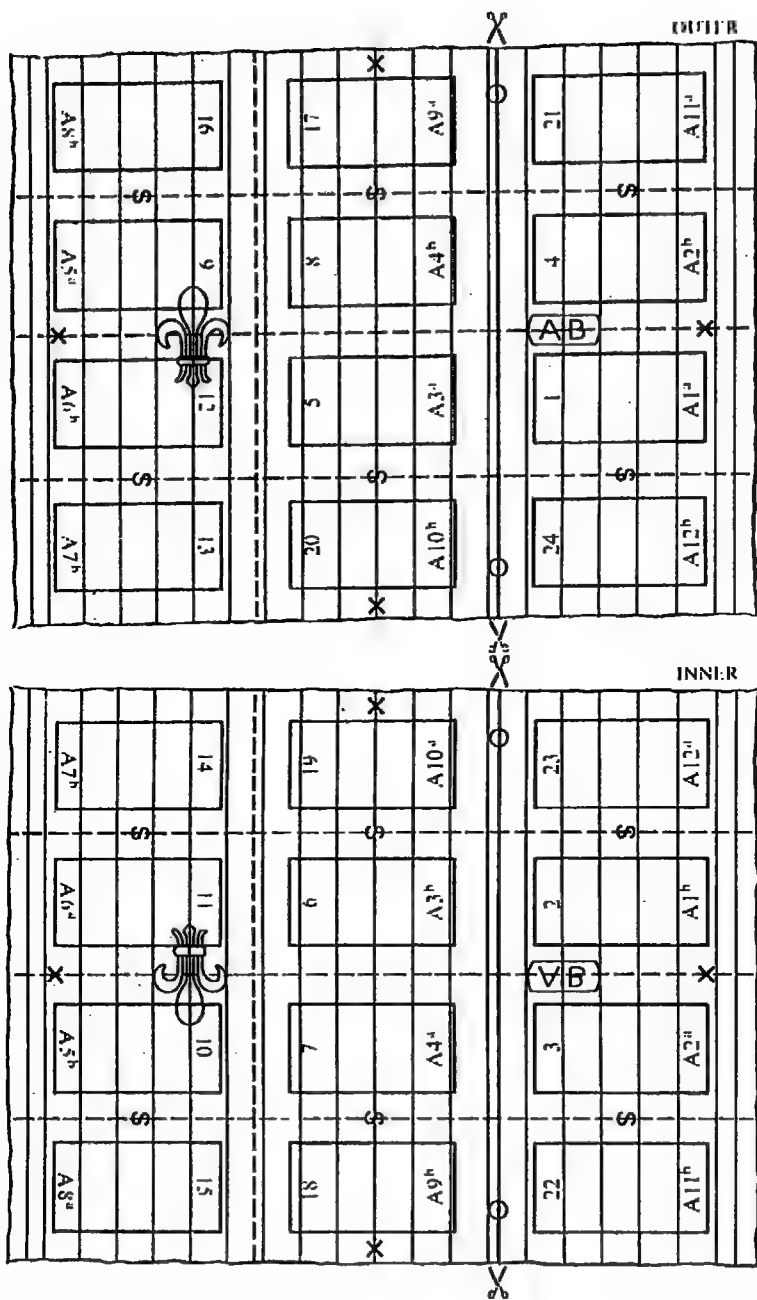 OUTER
A8ᵇ 16 17 A9ᵃ 21 A11ᵃ
S S S
A5ᵃ 9 8 A4ᵇ 4 A2ᵇ
AB
A6ᵇ 12 5 A3ᵃ 1 A1ᵃ
S S S
A7ᵇ 13 20 A10ᵇ 24 A12ᵇ
INNER
A7ᵇ 14 19 A10ᵃ 23 A12ᵃ
S S S
A6ᵃ 11 6 A3ᵇ 2 A1ᵇ
AB
A5ᵇ 10 7 A4ᵃ 3 A2ᵃ
S S S
A8ᵃ 15 18 A9ᵇ 22 A11ᵇ